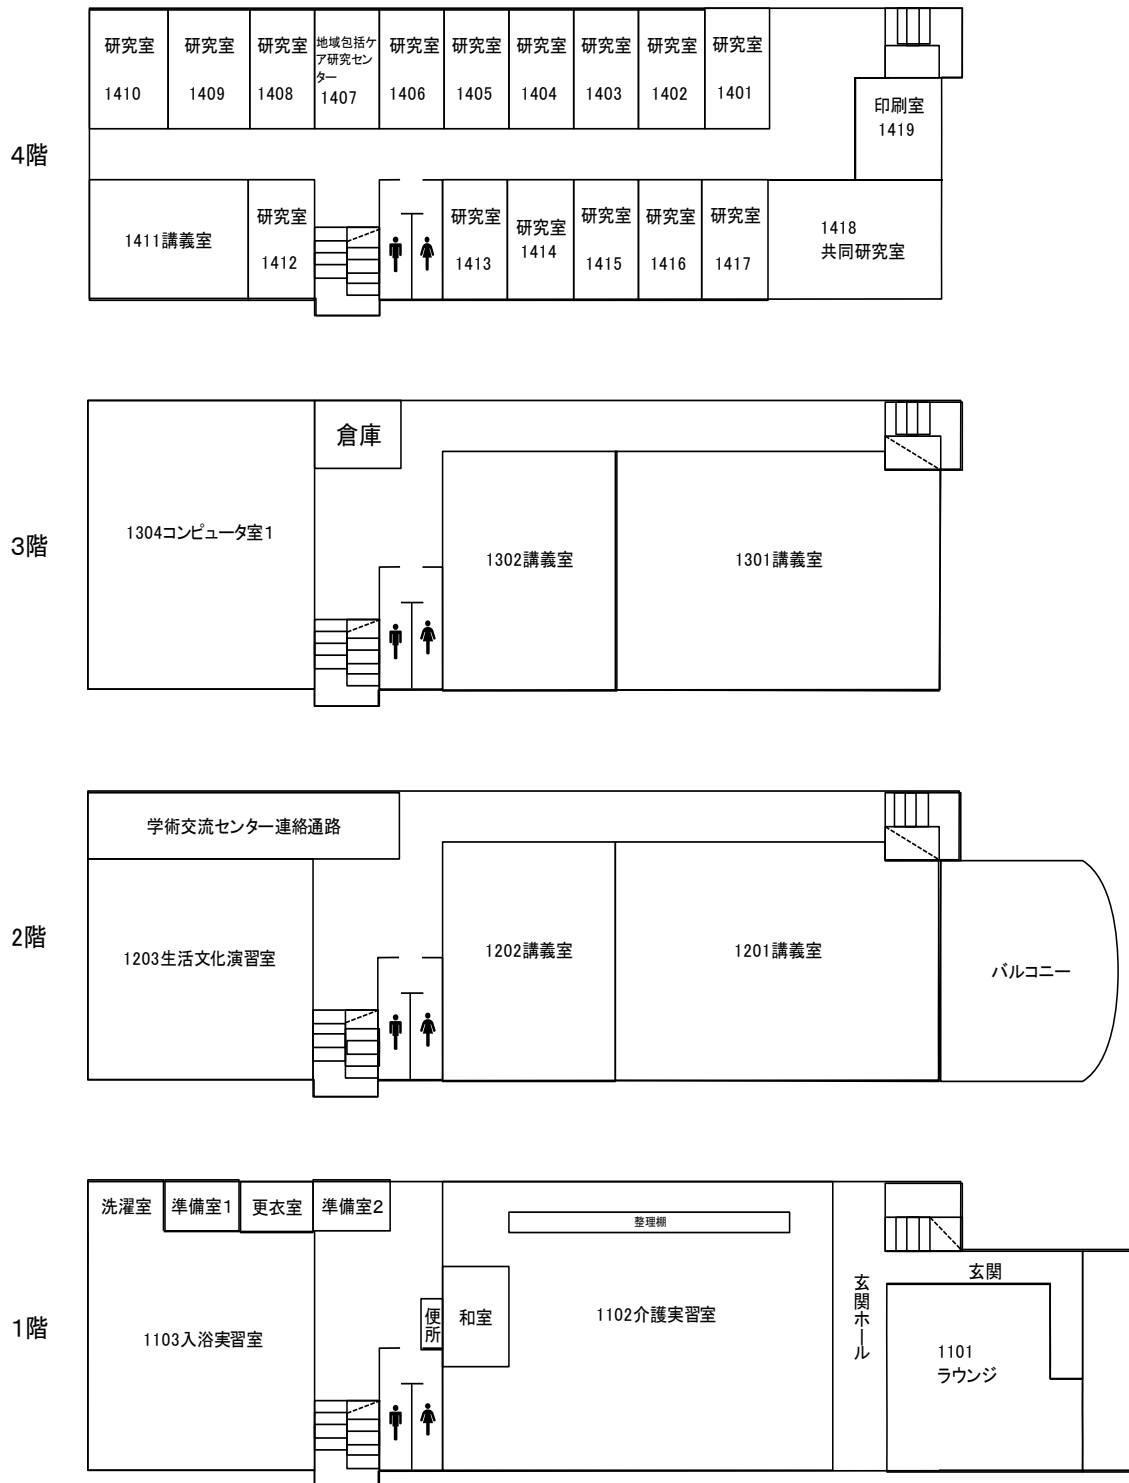 研究室
1410
研究室
1409
研究室
1408
地域包括ケ
ア研究セン
ター
1407
研究室
1406
研究室
1405
研究室
1404
研究室
1403
研究室
1402
研究室
1401
印刷室
1419
4階
1411講義室
研究室
1412
研究室
1413
研究室
1414
研究室
1415
研究室
1416
研究室
1417
1418
共同研究室
倉庫
3階
1304コンピュータ室1
1302講義室
1301講義室
学術交流センター連絡通路
2階
1203生活文化演習室
1202講義室
1201講義室
バルコニー
洗濯室
準備室1
更衣室
準備室2
整理棚
玄関
1階
1103入浴実習室
便所
和室
1102介護実習室
玄関ホール
1101
ラウンジ